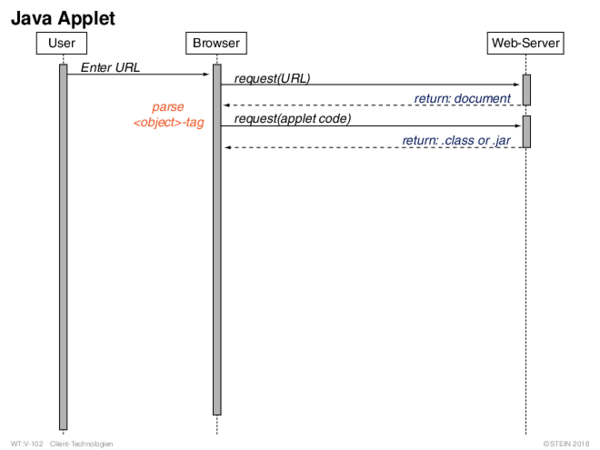 Java Applet
User
Browser
Web-Server
Enter URL
request(URL)
return: document
parse
<object>-tag
request(applet code)
return: .class or .jar
WT:V-102 Client-Technologien
©STEIN 2018